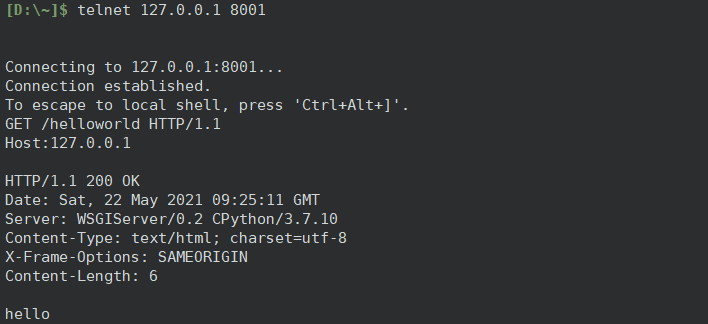 [D:\~]$ telnet 127.0.0.1 8001
Connecting to 127.0.0.1:8001...
Connection established.
To escape to local shell, press 'Ctrl+Alt+]'.
GET /helloworld HTTP/1.1
Host:127.0.0.1
HTTP/1.1 200 OK
Date: Sat, 22 May 2021 09:25:11 GMT
Server: WSGIServer/0.2 CPython/3.7.10
Content-Type: text/html; charset=utf-8
X-Frame-Options: SAMEORIGIN
Content-Length: 6
hello